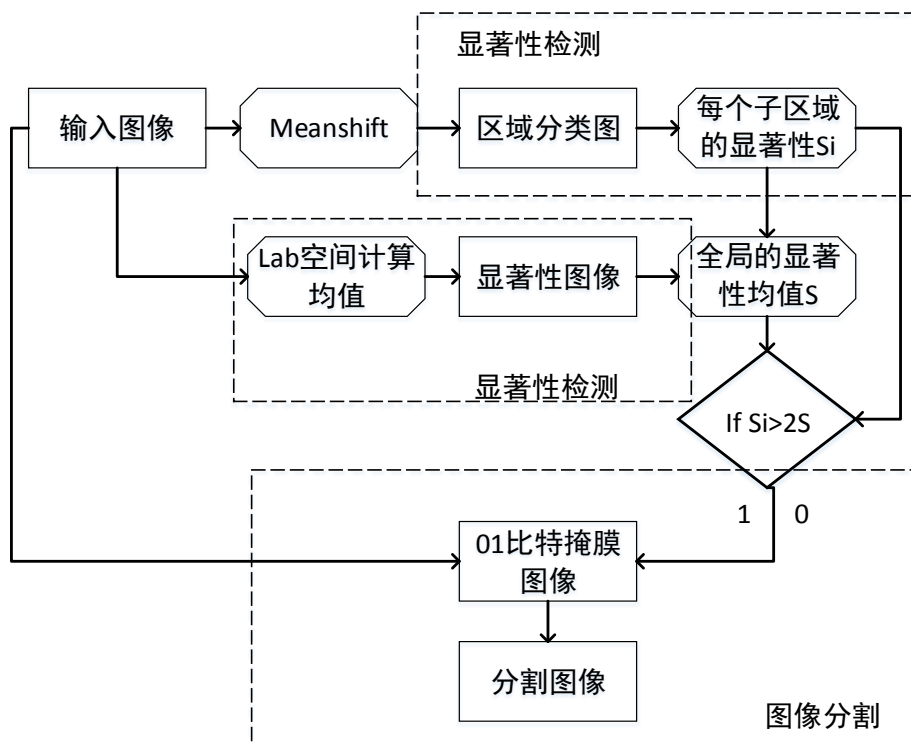 显著性检测
输入图像
Meanshift
区域分类图
每个子区域
的显著性Si
Lab空间计算
均值
显著性图像
全局的显著
性均值S
显著性检测
If Si>2S
1
0
01比特掩膜
图像
分割图像
图像分割